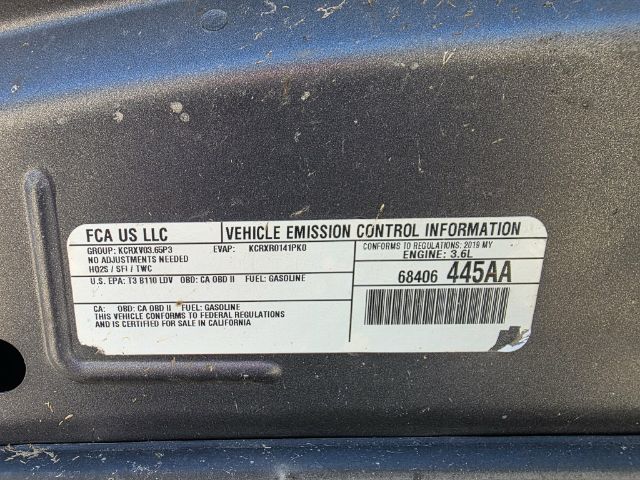 FCA US LLC
VEHICLE EMISSION CONTROL INFORMATION
GROUP: KCRXV03.65P3 EVAP: KCRXR0141PK0
NO ADJUSTMENTS NEEDED
HO2S / SFI / TWC
CONFORMS TO REGULATIONS: 2019 MY
ENGINE: 3.6L
U.S. EPA: T3 B110 LDV OBD: CA OBD II FUEL: GASOLINE
68406 445AA
CA: OBD: CA OBD II FUEL: GASOLINE
THIS VEHICLE CONFORMS TO FEDERAL REGULATIONS
AND IS CERTIFIED FOR SALE IN CALIFORNIA